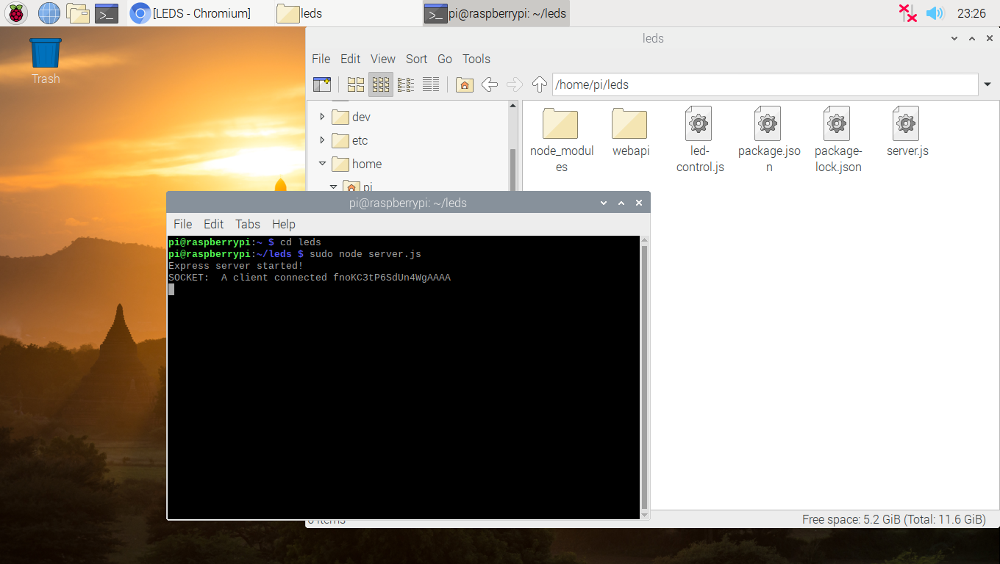 [LEDS - Chromium]
leds
pi@raspberrypi: ~/leds
23:26
Trash
leds
File Edit View Sort Go Tools
/home/pi/leds
dev
etc
home
pi
node_modul
es
webapi
led-
control.js
package.jso
n
package-
lock.json
server.js
pi@raspberrypi: ~/leds
File Edit Tabs Help
pi@raspberrypi:~ $ cd leds
pi@raspberrypi:~/leds $ sudo node server.js
Express server started!
SOCKET:  A client connected fnoKC3tP6SdUn4WgAAAA
items
Free space: 5.2 GiB (Total: 11.6 GiB)